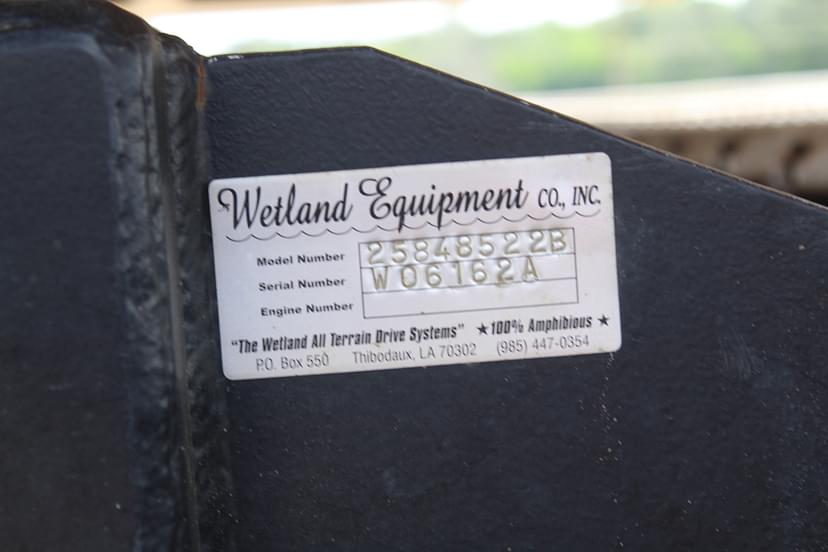 Wetland Equipment CO., INC.
Model Number 25848522B
Serial Number W06162A
Engine Number
"The Wetland All Terrain Drive Systems" ★100% Amphibious ★
P.O. Box 550 Thibodaux, LA 70302 (985) 447-0354